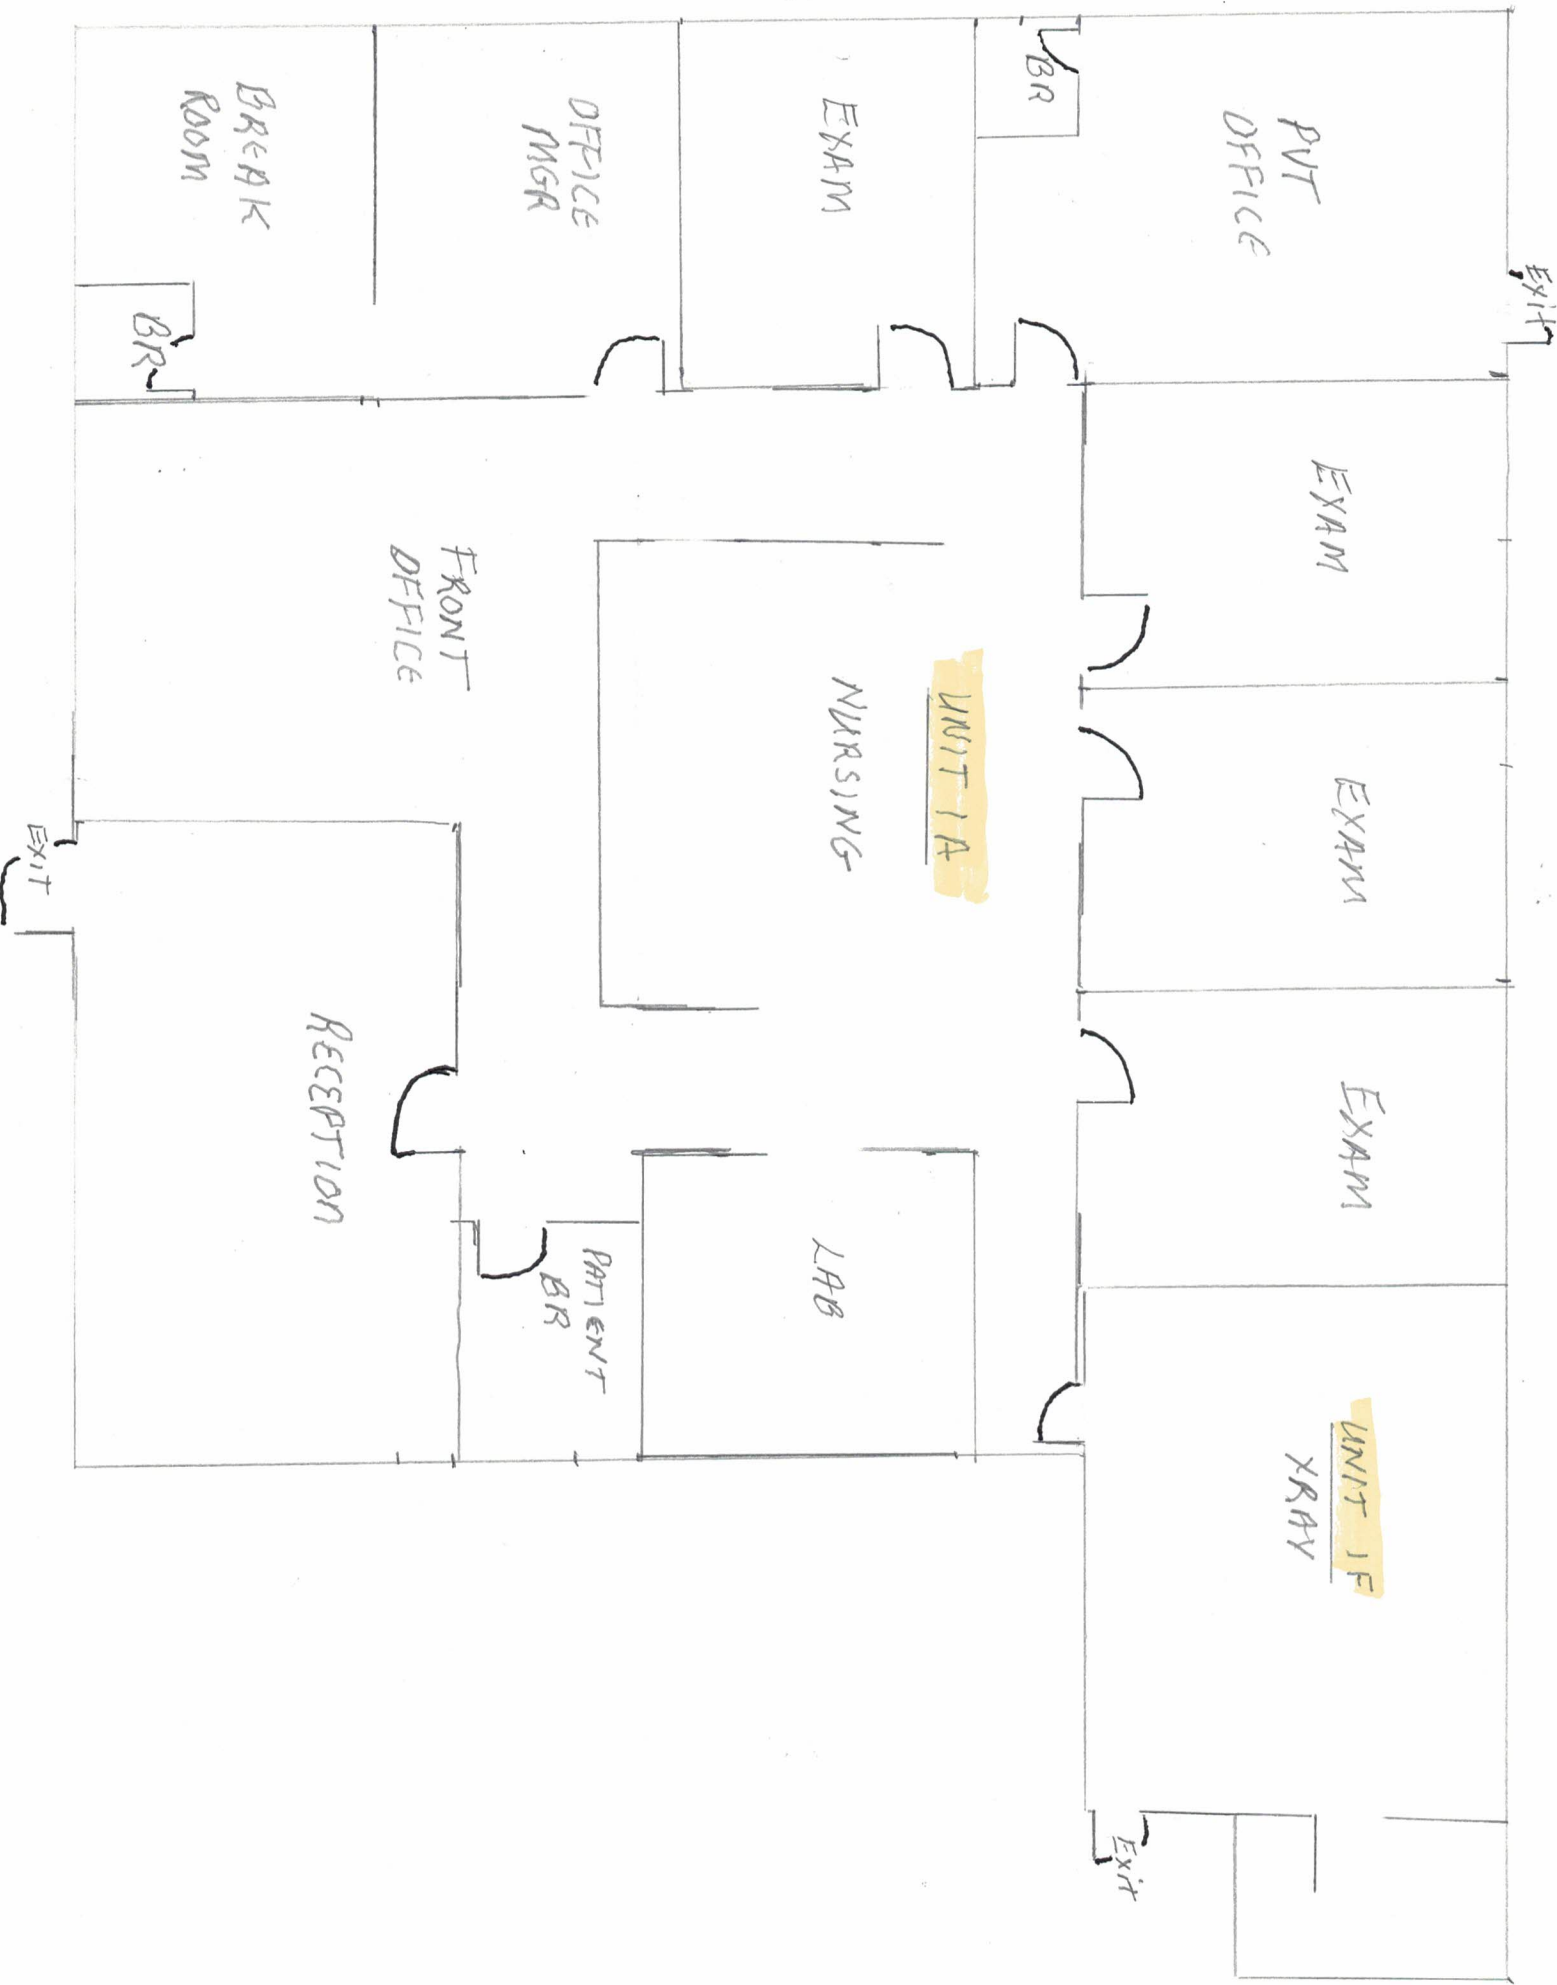 Exit
PVT
OFFICE
EXAM
EXAM
EXAM
UNIT 1F
XRAY
Exit
BR
EXAM
UNIT 1A
NURSING
LAB
OFFICE
MGR
PATIENT
BR
FRONT
OFFICE
RECEPTION
BREAK
ROOM
BR
EXIT